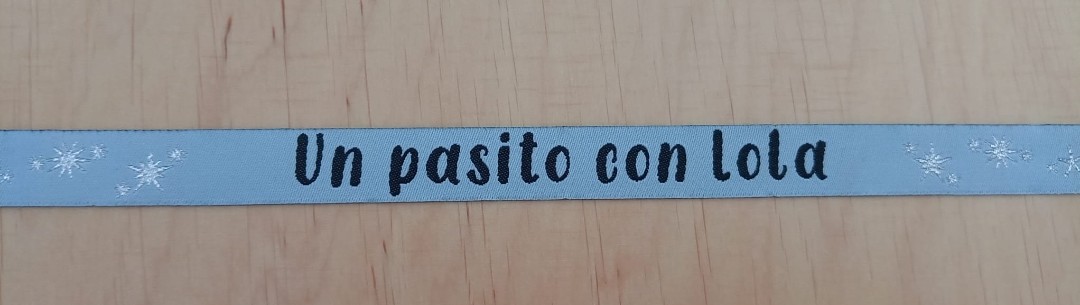 Un pasito con lola